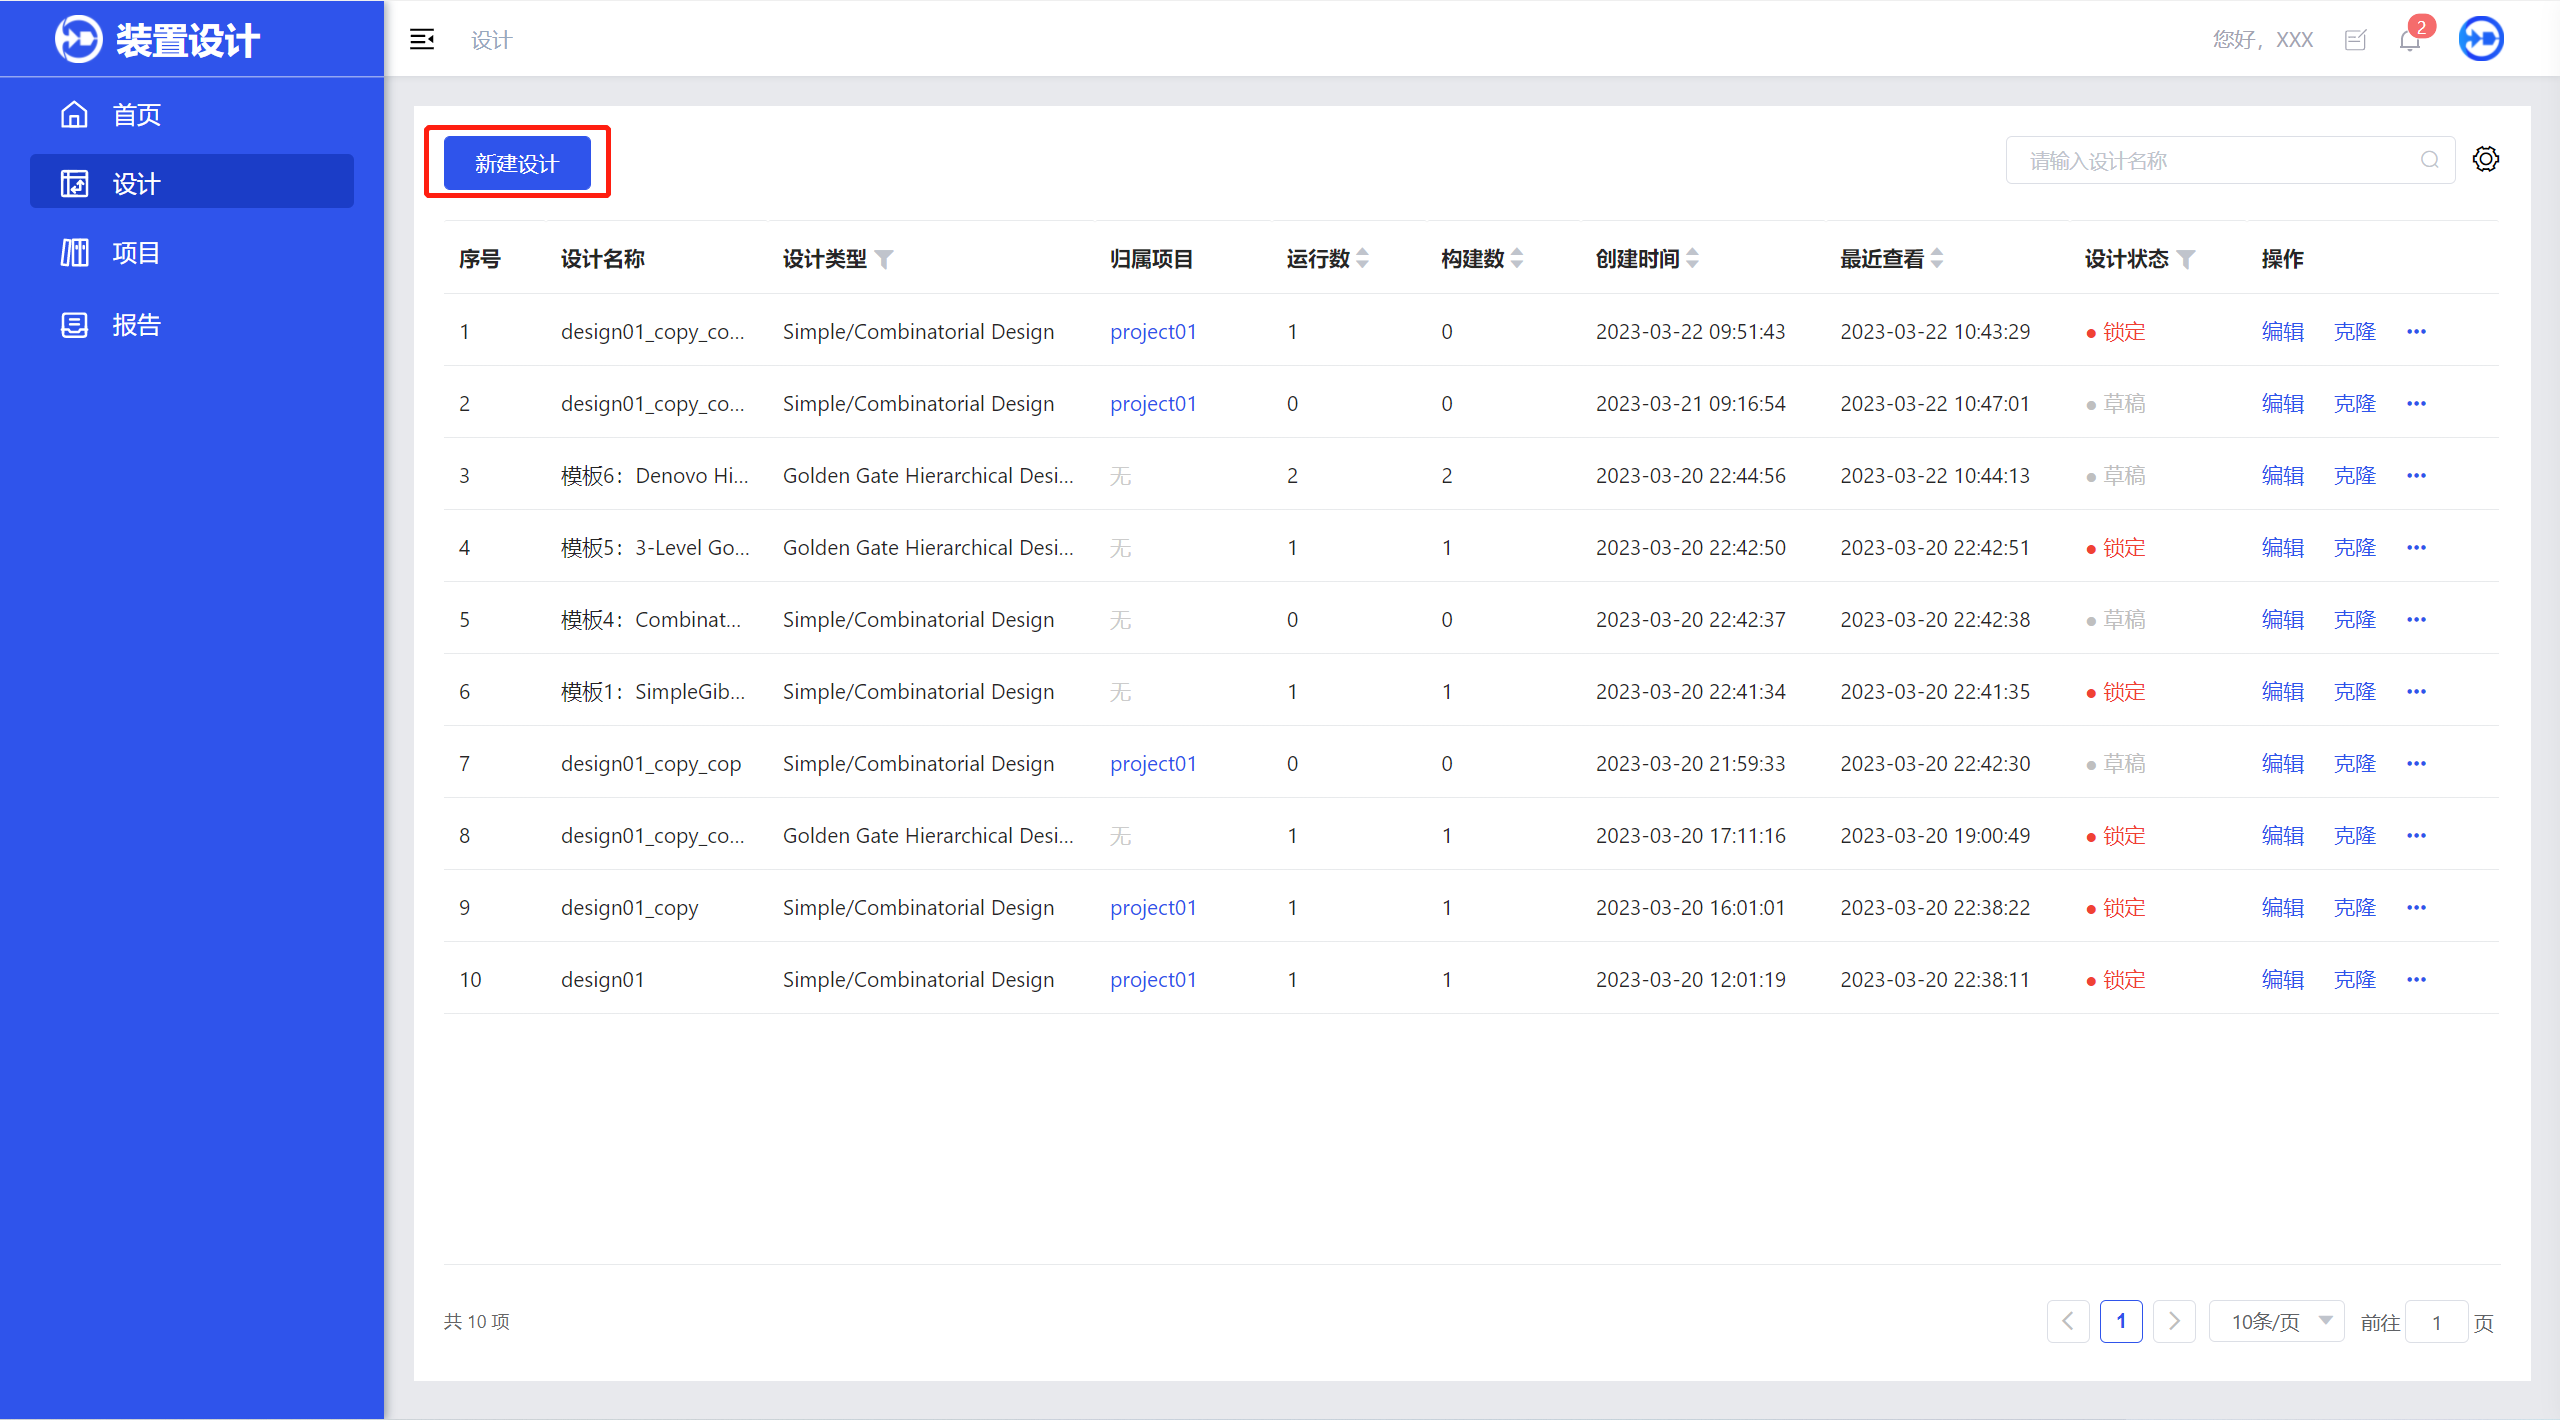 装置设计
设计
您好，XXX
2
首页
设计
项目
报告
新建设计
请输入设计名称
序号 设计名称 设计类型 归属项目 运行数 构建数 创建时间 最近查看 设计状态 操作
1 design01_copy_co... Simple/Combinatorial Design project01 1 0 2023-03-22 09:51:43 2023-03-22 10:43:29 锁定 编辑 克隆 ···
2 design01_copy_co... Simple/Combinatorial Design project01 0 0 2023-03-21 09:16:54 2023-03-22 10:47:01 草稿 编辑 克隆 ···
3 模板6：Denovo Hi... Golden Gate Hierarchical Desi... 无 2 2 2023-03-20 22:44:56 2023-03-22 10:44:13 草稿 编辑 克隆 ···
4 模板5：3-Level Go... Golden Gate Hierarchical Desi... 无 1 1 2023-03-20 22:42:50 2023-03-20 22:42:51 锁定 编辑 克隆 ···
5 模板4：Combinat... Simple/Combinatorial Design 无 0 0 2023-03-20 22:42:37 2023-03-20 22:42:38 草稿 编辑 克隆 ···
6 模板1：SimpleGib... Simple/Combinatorial Design 无 1 1 2023-03-20 22:41:34 2023-03-20 22:41:35 锁定 编辑 克隆 ···
7 design01_copy_cop Simple/Combinatorial Design project01 0 0 2023-03-20 21:59:33 2023-03-20 22:42:30 草稿 编辑 克隆 ···
8 design01_copy_co... Golden Gate Hierarchical Desi... 无 1 1 2023-03-20 17:11:16 2023-03-20 19:00:49 锁定 编辑 克隆 ···
9 design01_copy Simple/Combinatorial Design project01 1 1 2023-03-20 16:01:01 2023-03-20 22:38:22 锁定 编辑 克隆 ···
10 design01 Simple/Combinatorial Design project01 1 1 2023-03-20 12:01:19 2023-03-20 22:38:11 锁定 编辑 克隆 ···
共 10 项 1 10条/页 前往 1 页